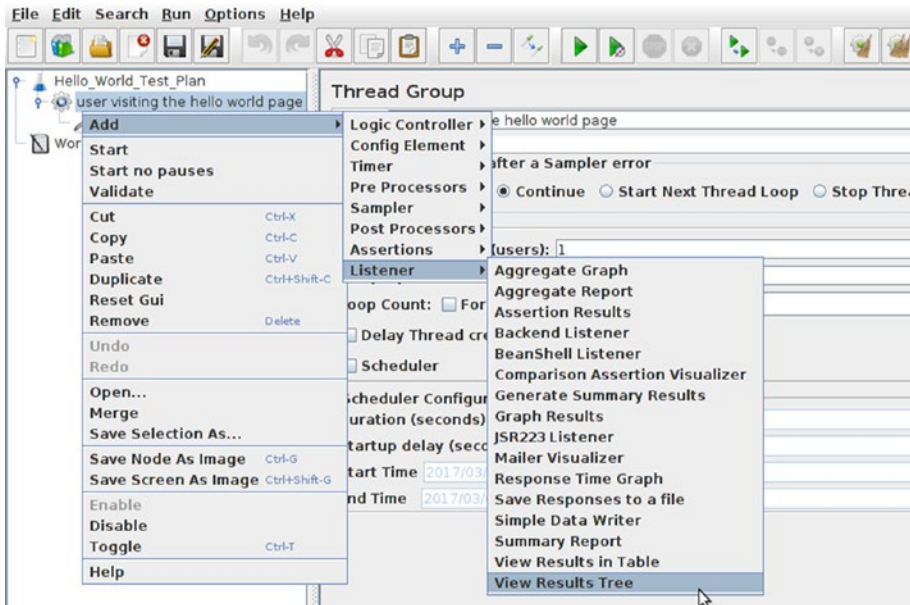 File Edit Search Run Options Help
Hello_World_Test_Plan
user visiting the hello world page
Wor
Thread Group
e hello world page
after a Sampler error
Continue Start Next Thread Loop Stop Threa
(users): 1
oop Count: For
Delay Thread cre
Scheduler
cheduler Configur
uration (seconds)
tartup delay (seco
tart Time 2017/03/
nd Time 2017/03/
Add
Start
Start no pauses
Validate
Cut Ctrl-X
Copy Ctrl-C
Paste Ctrl-V
Duplicate Ctrl+Shift-C
Reset Gui
Remove Delete
Undo
Redo
Open...
Merge
Save Selection As...
Save Node As Image Ctrl-G
Save Screen As Image Ctrl+Shift-G
Enable
Disable
Toggle Ctrl-T
Help
Logic Controller
Config Element
Timer
Pre Processors
Sampler
Post Processors
Assertions
Listener
Aggregate Graph
Aggregate Report
Assertion Results
Backend Listener
BeanShell Listener
Comparison Assertion Visualizer
Generate Summary Results
Graph Results
JSR223 Listener
Mailer Visualizer
Response Time Graph
Save Responses to a file
Simple Data Writer
Summary Report
View Results in Table
View Results Tree